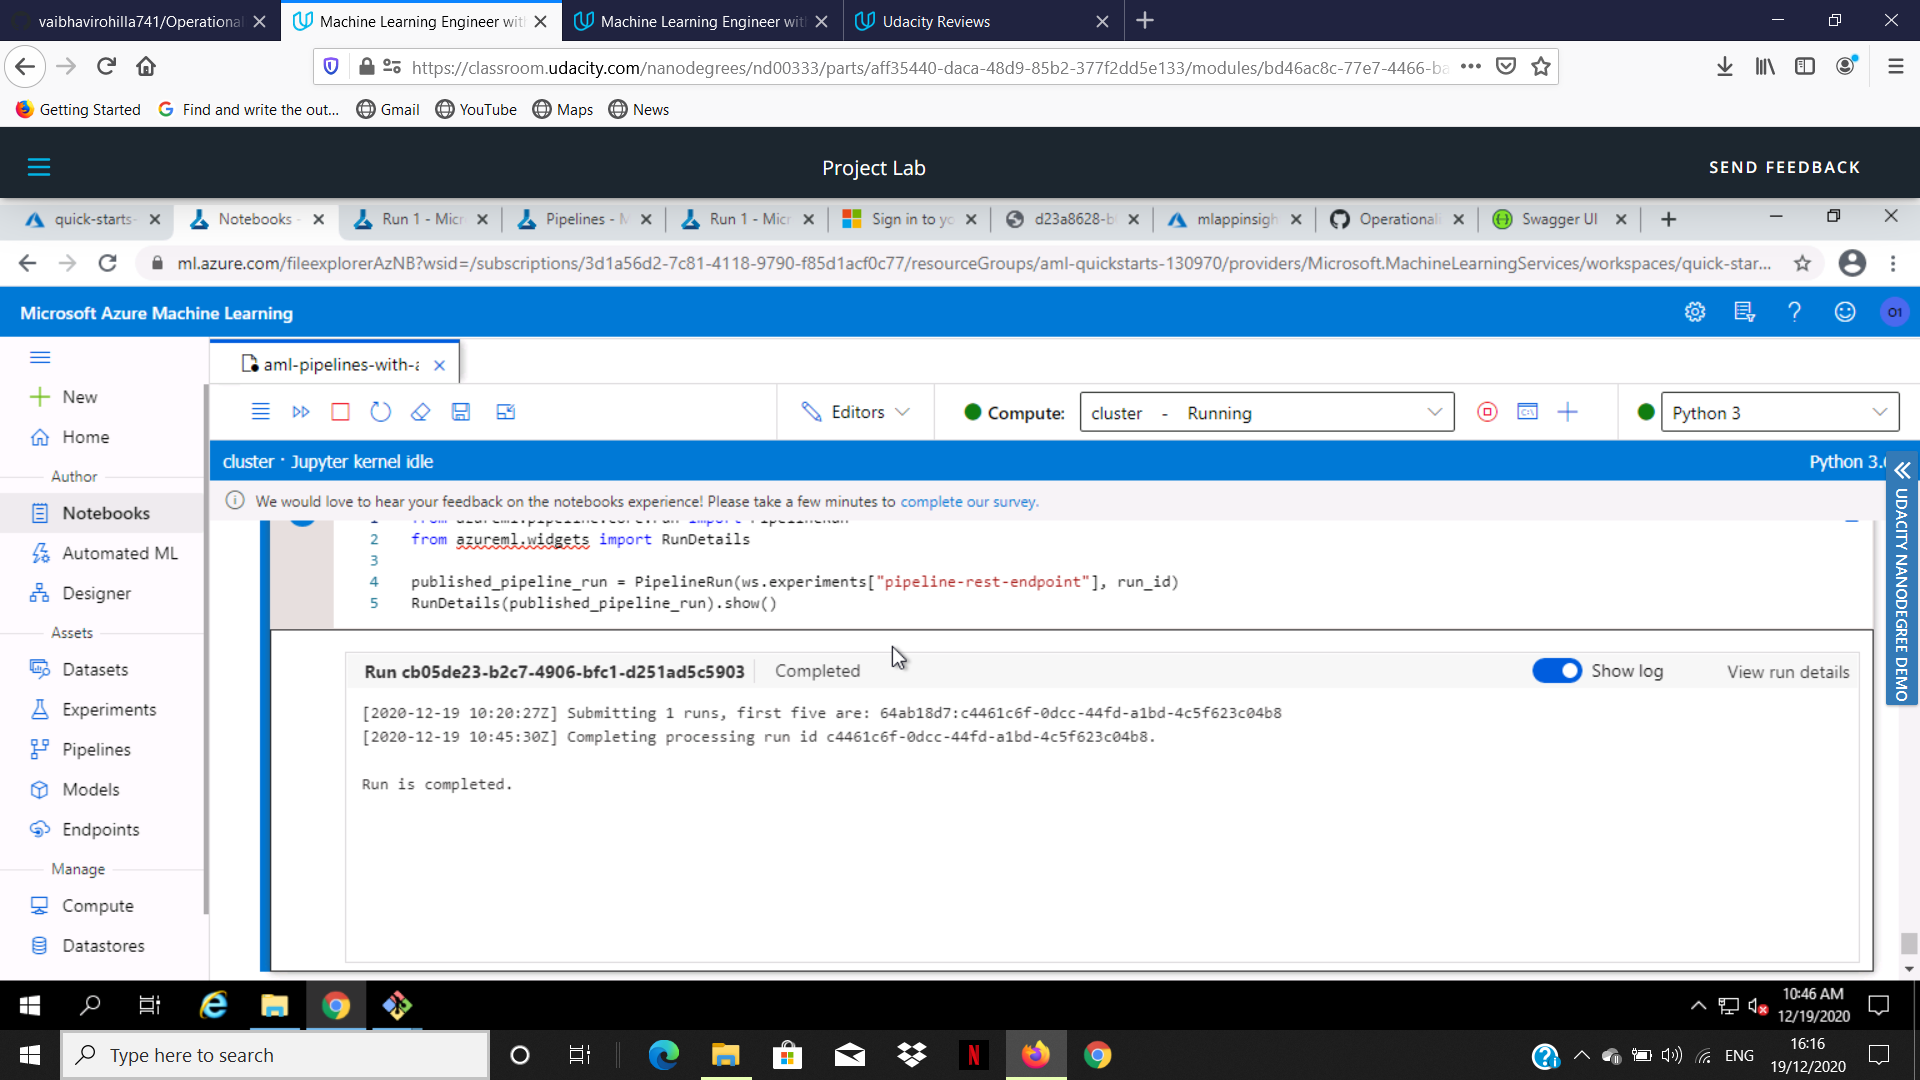 vaibhavirohilla741/Operational
Machine Learning Engineer wit
Machine Learning Engineer wit
Udacity Reviews
https://classroom.udacity.com/nanodegrees/nd00333/parts/aff35440-daca-48d9-85b2-377f2dd5e133/modules/bd46ac8c-77e7-4466-ba
Getting Started
Find and write the out...
Gmail
YouTube
Maps
News
Project Lab
SEND FEEDBACK
quick-starts-
Notebooks -
Run 1 - Micr
Pipelines - M
Run 1 - Micr
Sign in to yo
d23a8628-b
mlappinsigh
Operational
Swagger UI
ml.azure.com/fileexplorerAzNB?wsid=/subscriptions/3d1a56d2-7c81-4118-9790-f85d1acf0c77/resourceGroups/aml-quickstarts-130970/providers/Microsoft.MachineLearningServices/workspaces/quick-star...
Microsoft Azure Machine Learning
O1
New
Home
Author
Notebooks
Automated ML
Designer
Assets
Datasets
Experiments
Pipelines
Models
Endpoints
Manage
Compute
Datastores
aml-pipelines-with-a
Editors
Compute:
cluster - Running
Python 3
cluster · Jupyter kernel idle
Python 3.
We would love to hear your feedback on the notebooks experience! Please take a few minutes to complete our survey.
1 from azureml.pipeline.core.run import PipelineRun
2 from azureml.widgets import RunDetails
3
4 published_pipeline_run = PipelineRun(ws.experiments["pipeline-rest-endpoint"], run_id)
5 RunDetails(published_pipeline_run).show()
Run cb05de23-b2c7-4906-bfc1-d251ad5c5903
Completed
Show log
View run details
[2020-12-19 10:20:27Z] Submitting 1 runs, first five are: 64ab18d7:c4461c6f-0dcc-44fd-a1bd-4c5f623c04b8
[2020-12-19 10:45:30Z] Completing processing run id c4461c6f-0dcc-44fd-a1bd-4c5f623c04b8.
Run is completed.
UDACITY NANODEGREE DEMO
10:46 AM
12/19/2020
Type here to search
ENG
16:16
19/12/2020